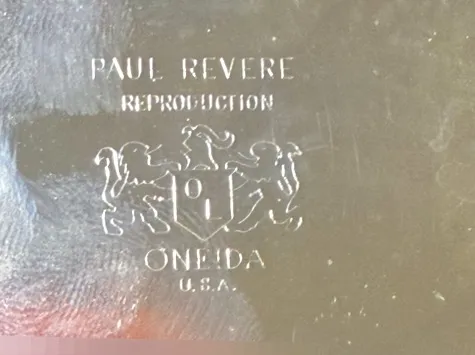 PAUL REVERE
REPRODUCTION
O
L
ONEIDA
U.S.A.